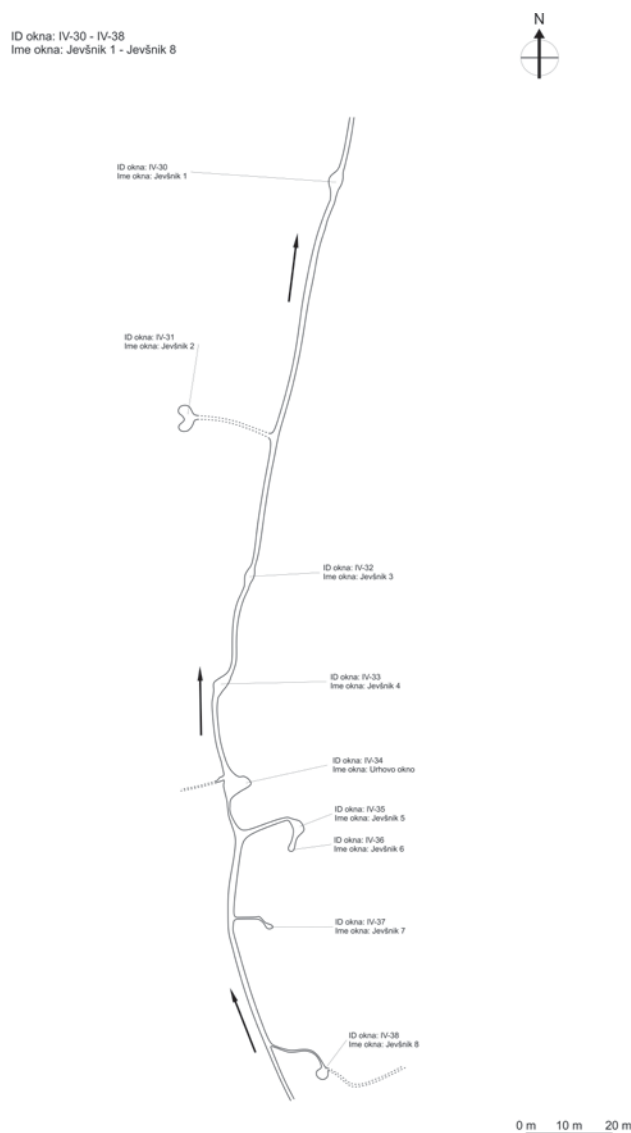 ID okna: IV-30 - IV-38
Ime okna: Jevšnik 1 - Jevšnik 8
N
ID okna: IV-30
Ime okna: Jevšnik 1
ID okna: IV-31
Ime okna: Jevšnik 2
ID okna: IV-32
Ime okna: Jevšnik 3
ID okna: IV-33
Ime okna: Jevšnik 4
ID okna: IV-34
Ime okna: Urhovo okno
ID okna: IV-35
Ime okna: Jevšnik 5
ID okna: IV-36
Ime okna: Jevšnik 6
ID okna: IV-37
Ime okna: Jevšnik 7
ID okna: IV-38
Ime okna: Jevšnik 8
0 m 10 m 20 m